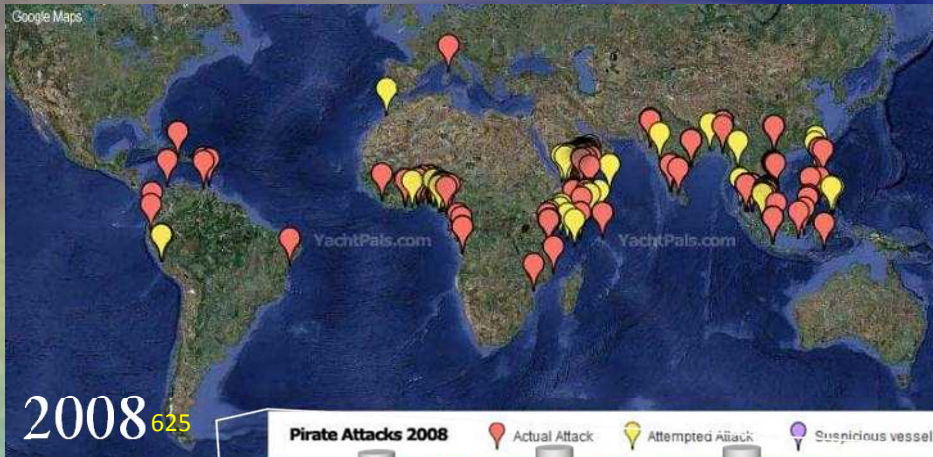 Google Maps
YachtPals.com YachtPals.com
2008 625
Pirate Attacks 2008 Actual Attack Attempted Attack Suspicious vessel